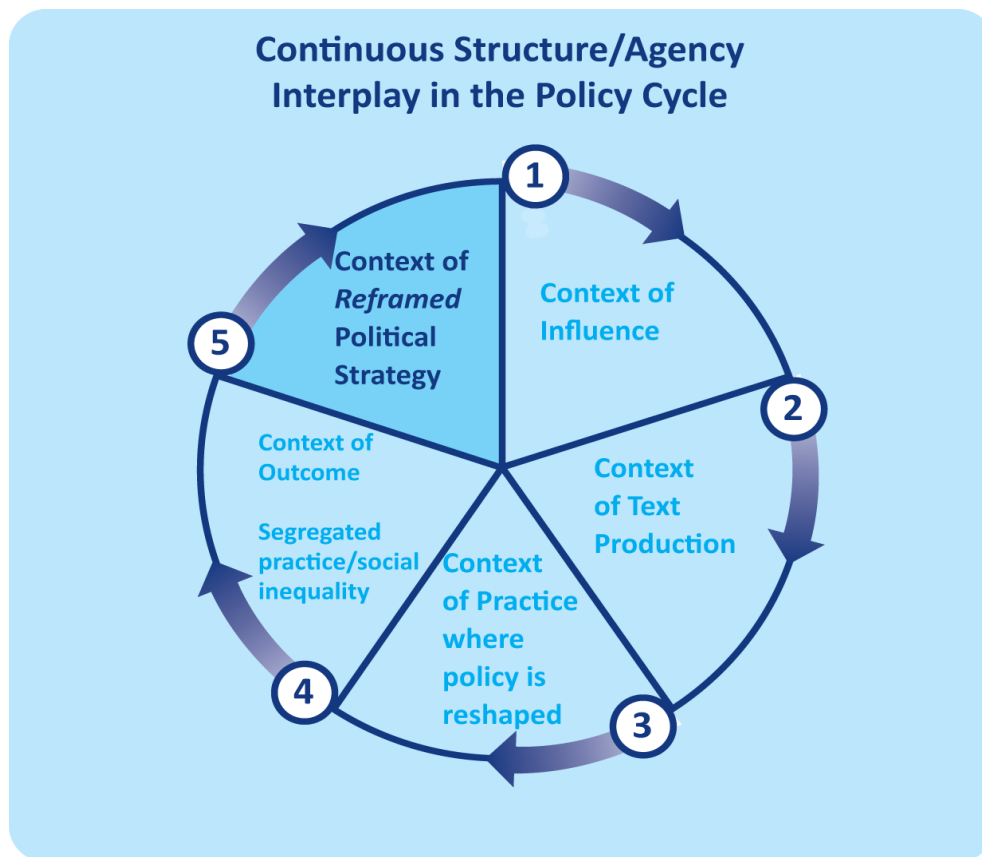 Continuous Structure/Agency
Interplay in the Policy Cycle
1
Context of
Influence
2
Context
of Text
Production
3
Context
of Practice
where
policy is
reshaped
4
Context of
Outcome
Segregated
practice/social
inequality
5
Context of
Reframed
Political
Strategy